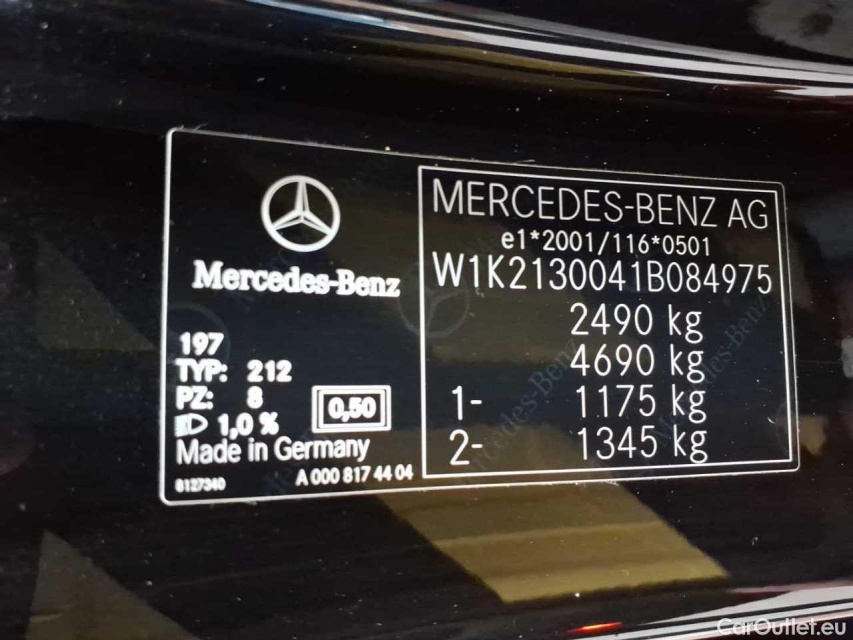 Mercedes-Benz
197
TYP: 212
PZ: 8
1,0 %
0,50
Made in Germany
8127340
A 000 817 44 04
MERCEDES-BENZ AG
e1*2001/116*0501
W1K2130041B084975
2490 kg
4690 kg
1- 1175 kg
2- 1345 kg
Mercedes-Benz
CarOutlet.eu